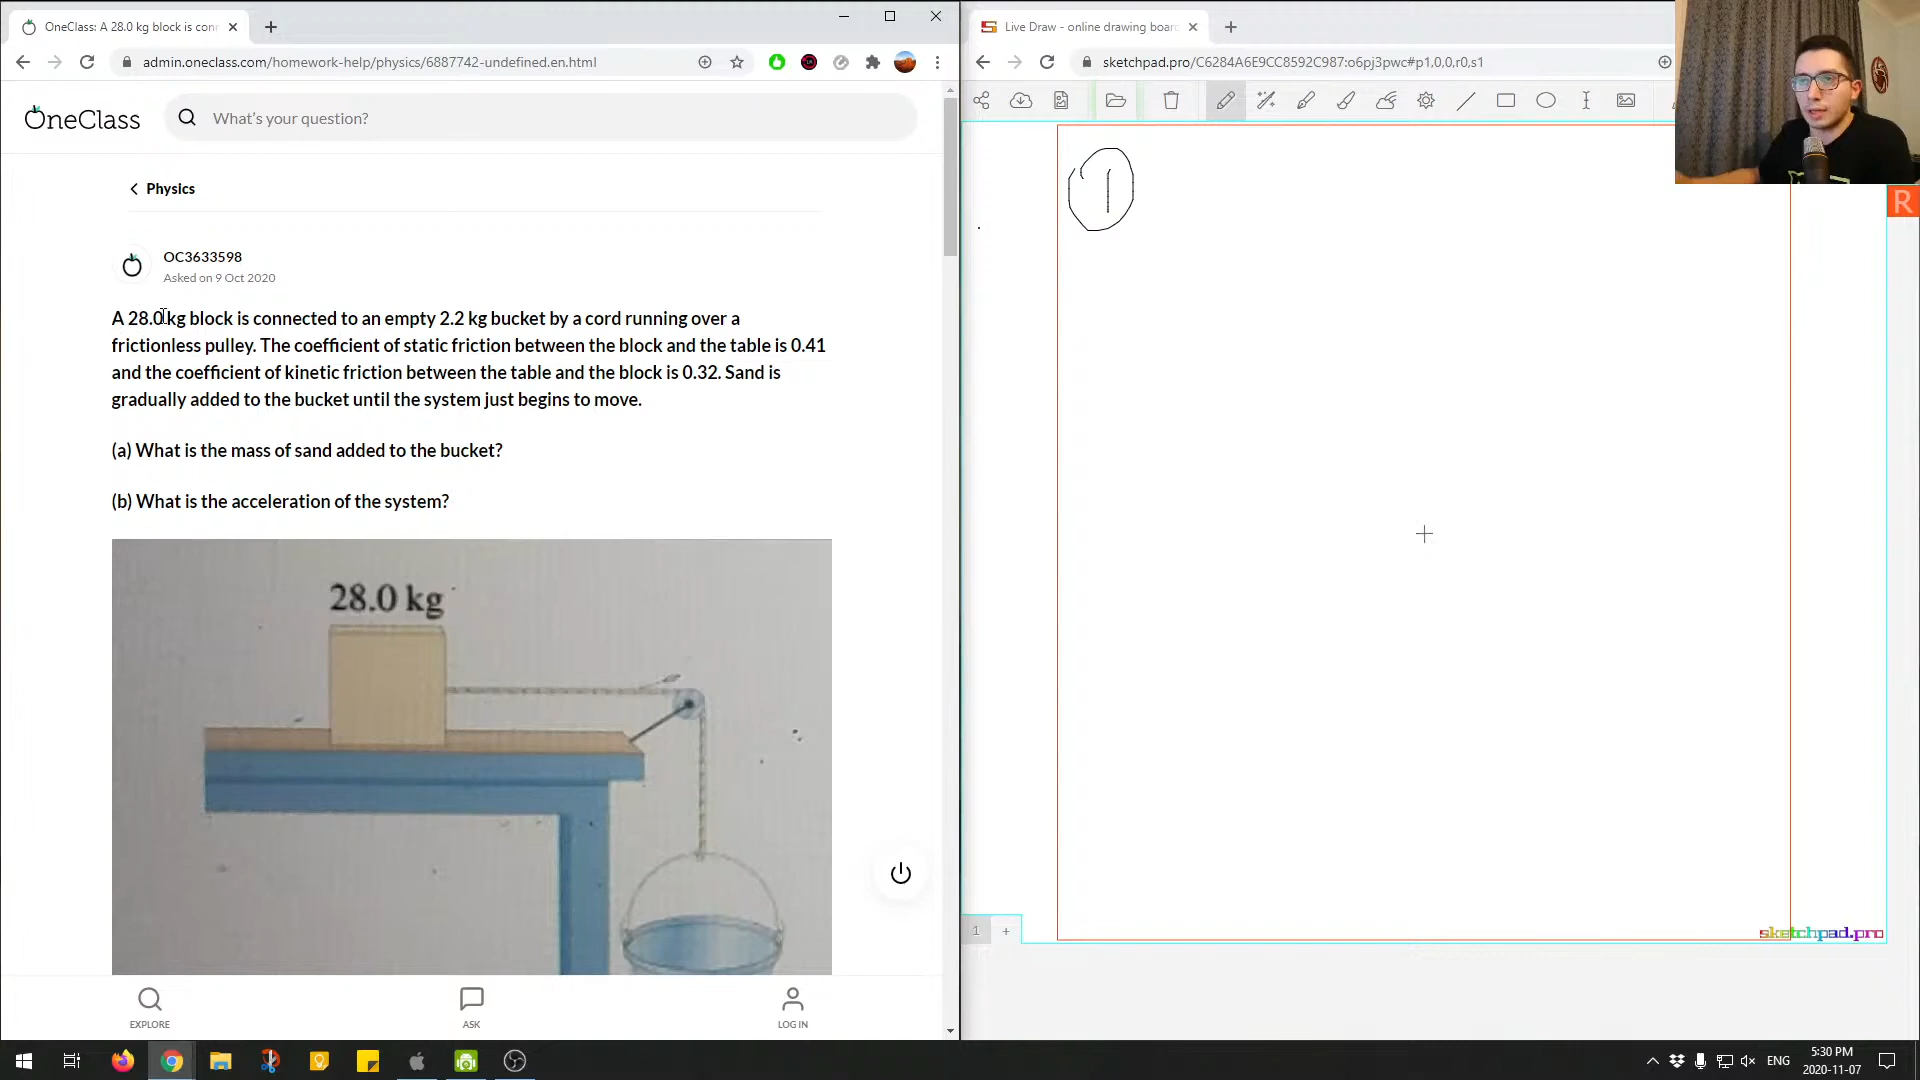 OneClass: A 28.0 kg block is conn
admin.oneclass.com/homework-help/physics/6887742-undefined.en.html
OneClass
What's your question?
Physics
OC3633598
Asked on 9 Oct 2020
A 28.0 kg block is connected to an empty 2.2 kg bucket by a cord running over a
frictionless pulley. The coefficient of static friction between the block and the table is 0.41
and the coefficient of kinetic friction between the table and the block is 0.32. Sand is
gradually added to the bucket until the system just begins to move.
(a) What is the mass of sand added to the bucket?
(b) What is the acceleration of the system?
28.0 kg
EXPLORE
ASK
LOG IN
Live Draw - online drawing board
sketchpad.pro/C6284A6E9CC8592C987:o6pj3pwc#p1,0,0,r0,s1
R
1
1
+
sketchpad.pro
ENG
5:30 PM
2020-11-07